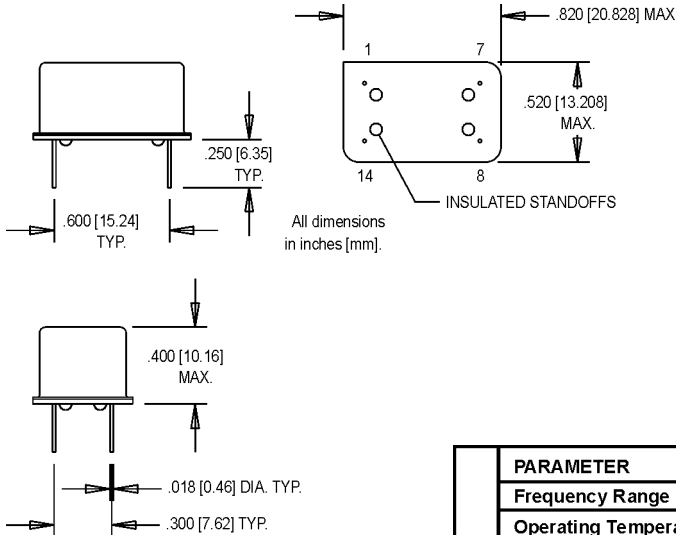 .820 [20.828] MAX
1
7
.520 [13.208]
MAX.
.250 [6.35]
TYP.
14
8
INSULATED STANDOFFS
.600 [15.24]
TYP.
All dimensions
in inches [mm].
.400 [10.16]
MAX.
.018 [0.46] DIA. TYP.
.300 [7.62] TYP.
PARAMETER
Frequency Range
Operating Tempera